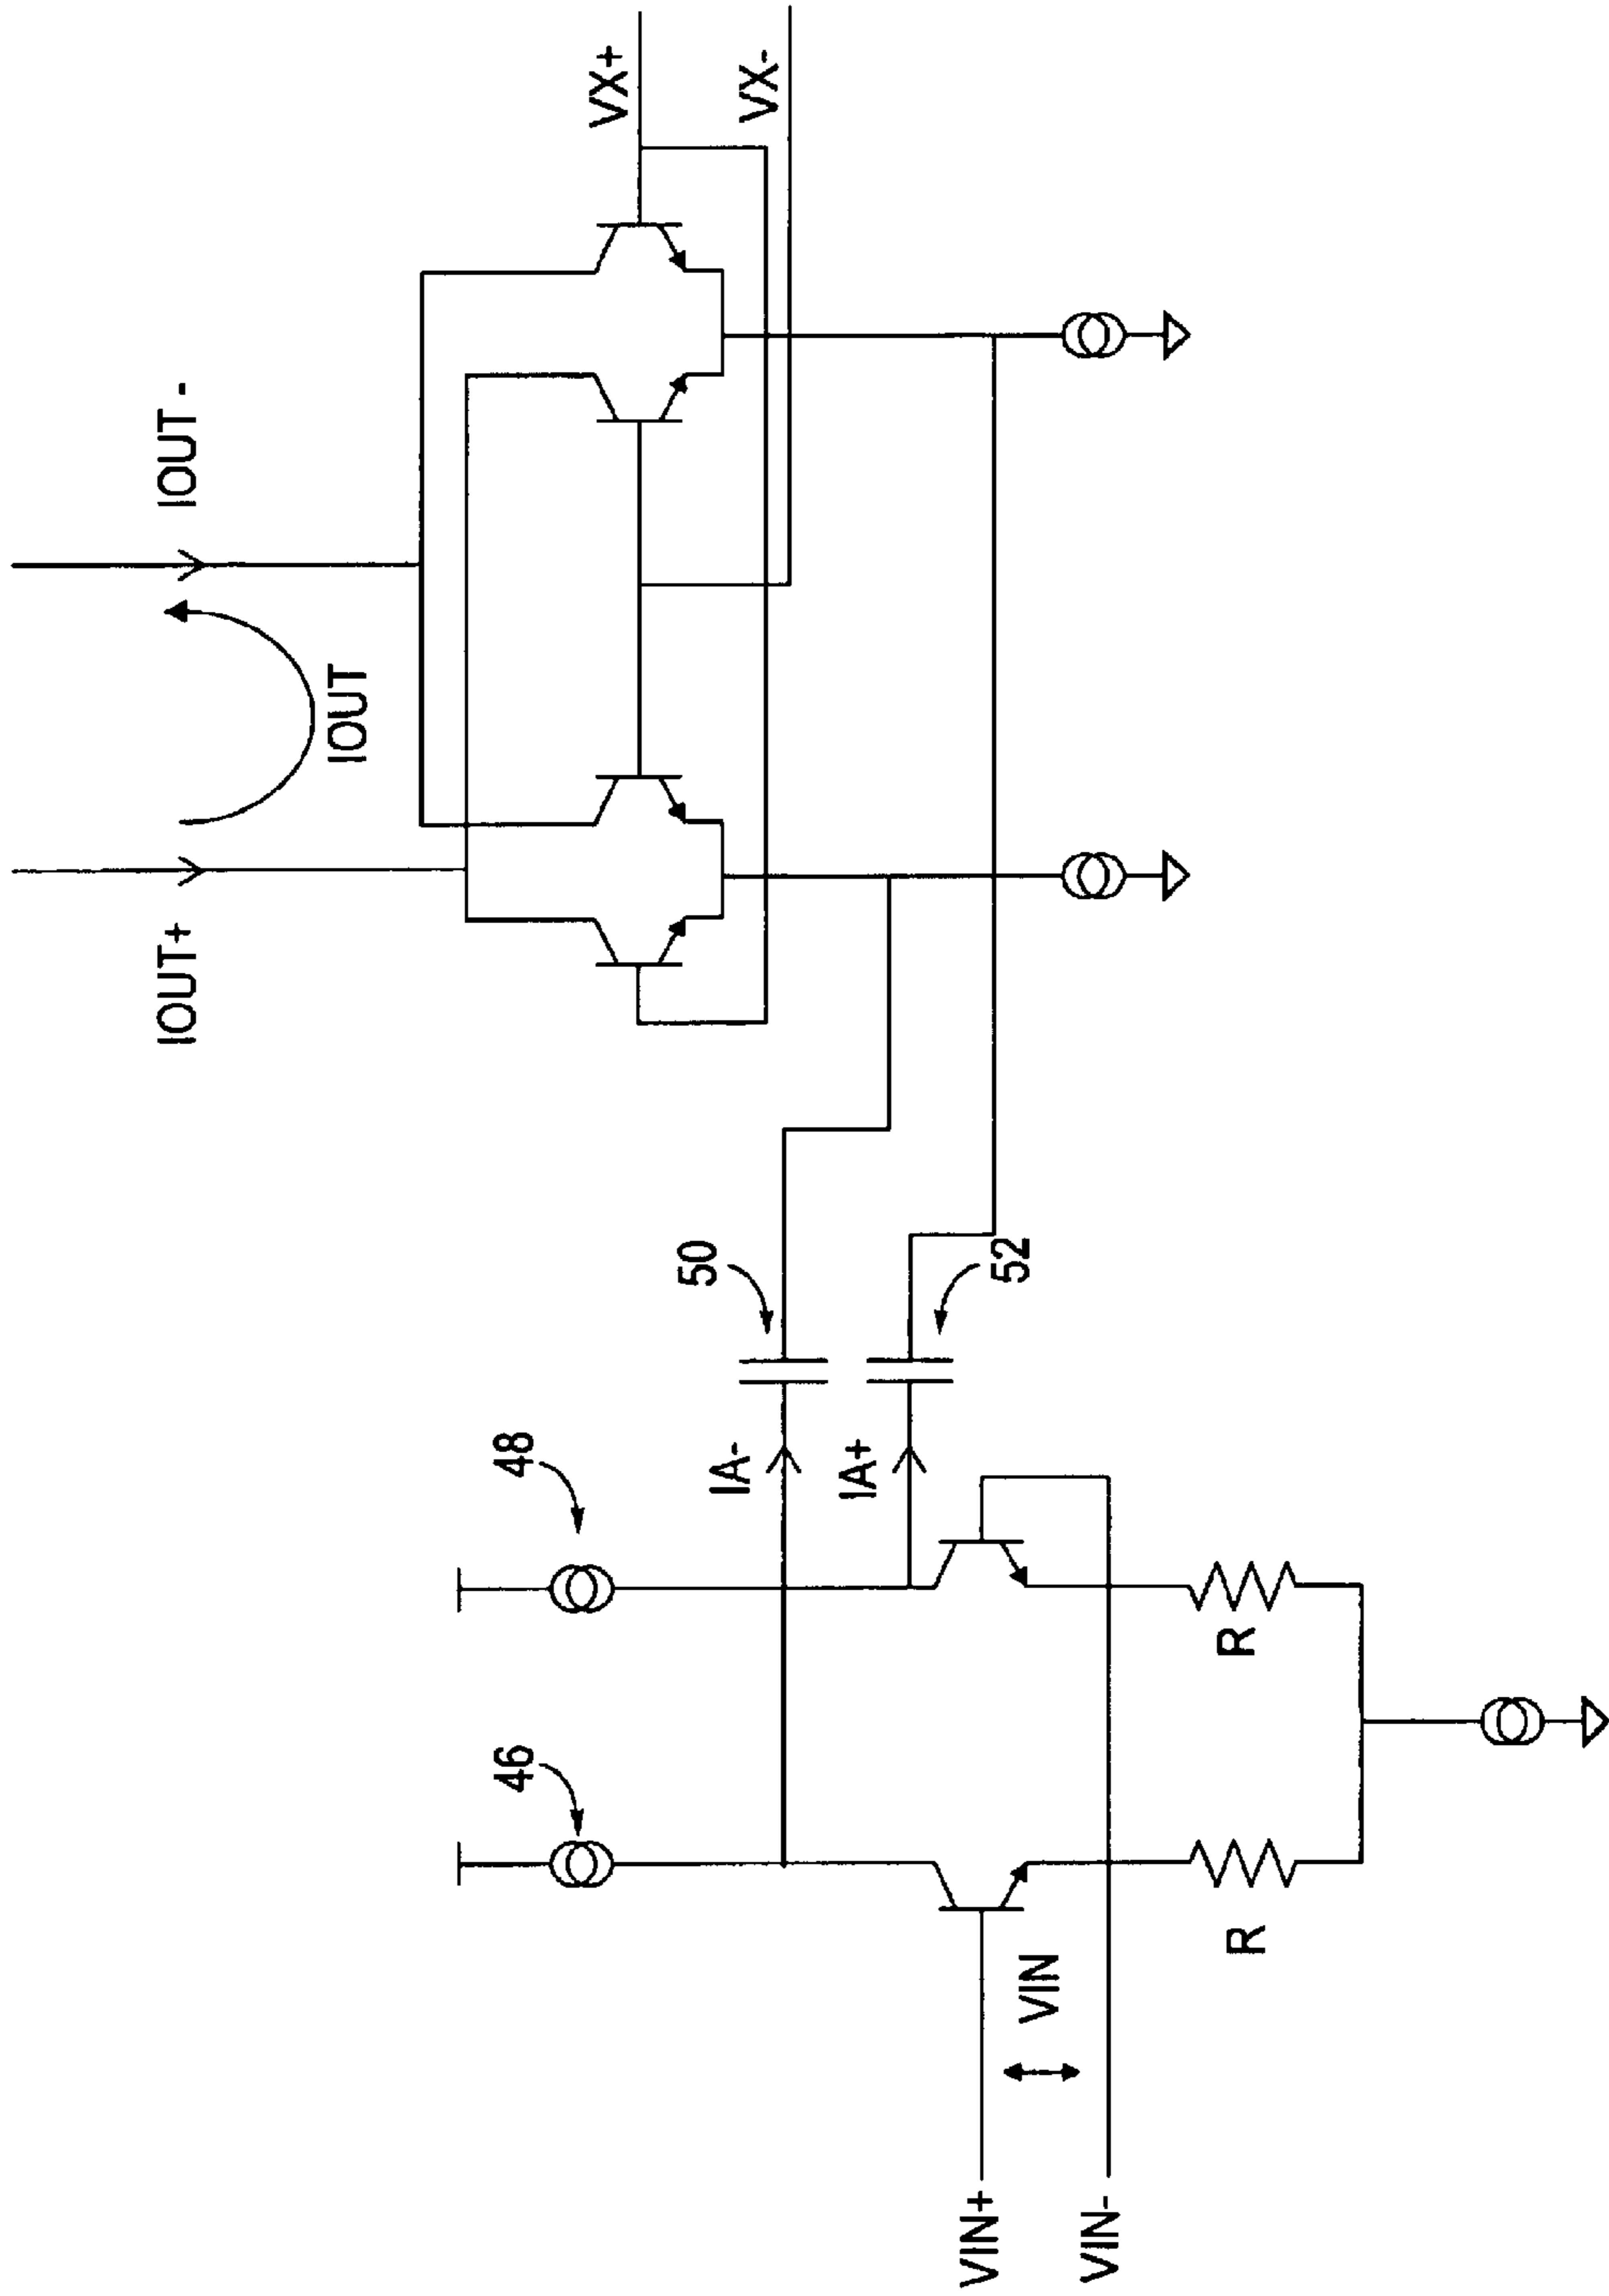 IOUT+
IOUT -
IOUT
VX+
VX-
46
48
50
52
IA-
IA+
VIN+
VIN
VIN-
R
R